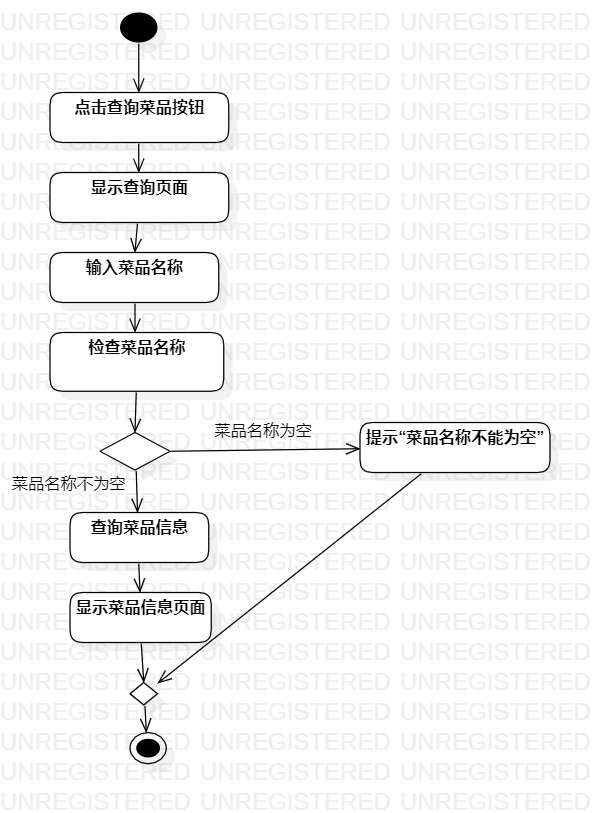 点击查询菜品按钮
显示查询页面
输入菜品名称
检查菜品名称
菜品名称为空
提示“菜品名称不能为空”
菜品名称不为空
查询菜品信息
显示菜品信息页面
UNREGISTERED